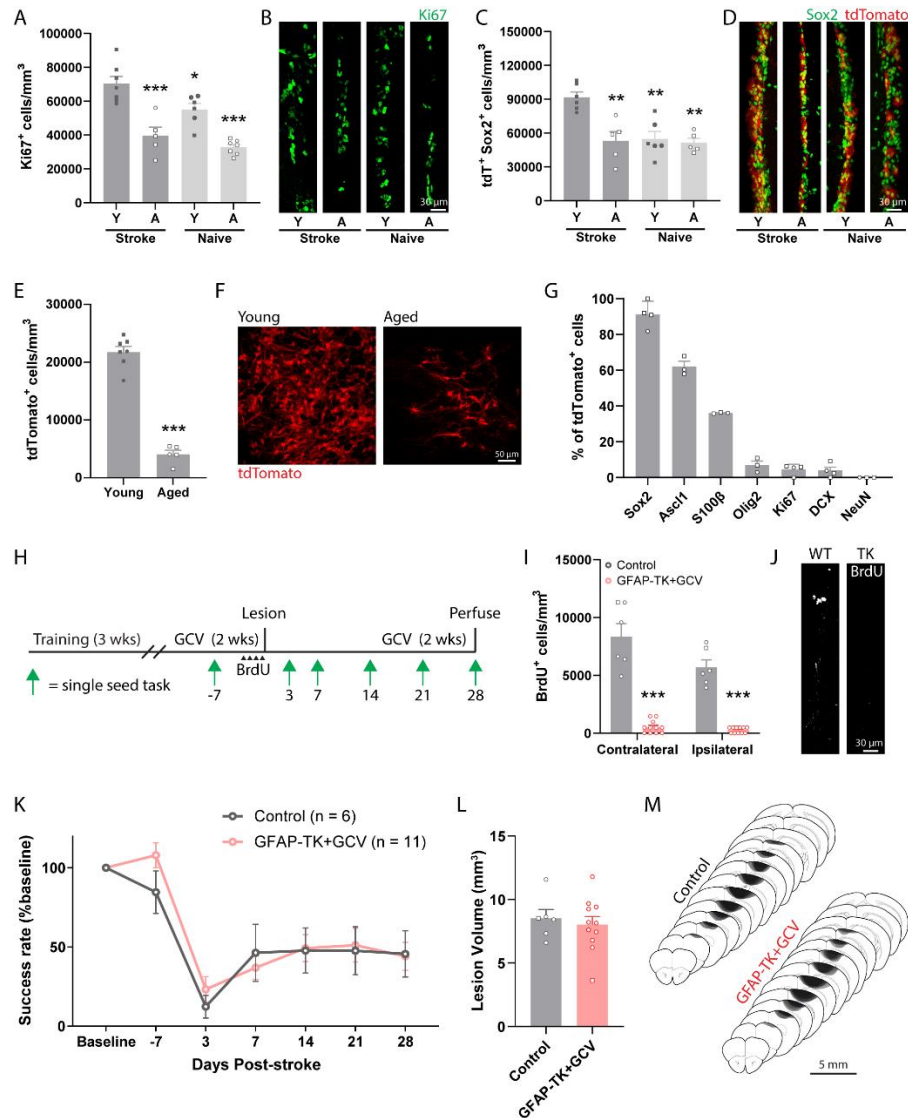 A
Ki67+ cells/mm3
100000
80000
60000
40000
20000
0
***
*
***
Y A Y A
Stroke Naive
B
Ki67
30 µm
Y A Y A
Stroke Naive
C
tdT+ Sox2+ cells/mm3
150000
120000
90000
60000
30000
0
**
**
**
Y A Y A
Stroke Naive
D
Sox2 tdTomato
30 µm
Y A Y A
Stroke Naive
E
tdTomato+ cells/mm3
30000
20000
10000
0
***
Young Aged
F
Young Aged
50 µm
tdTomato
G
% of tdTomato+ cells
100
80
60
40
20
0
Sox2 Ascl1 S100β Olig2 Ki67 DCX NeuN
H
Lesion Perfuse
Training (3 wks) GCV (2 wks) GCV (2 wks)
BrdU
= single seed task
-7 3 7 14 21 28
I
Control
GFAP-TK+GCV
BrdU+ cells/mm3
15000
10000
5000
0
***
***
Contralateral Ipsilateral
J
WT TK
BrdU
30 µm
K
Control (n = 6)
GFAP-TK+GCV (n = 11)
Success rate (%baseline)
100
50
0
Baseline -7 3 7 14 21 28
Days Post-stroke
L
Lesion Volume (mm3)
15
10
5
0
Control GFAP-TK+GCV
M
Control
GFAP-TK+GCV
5 mm